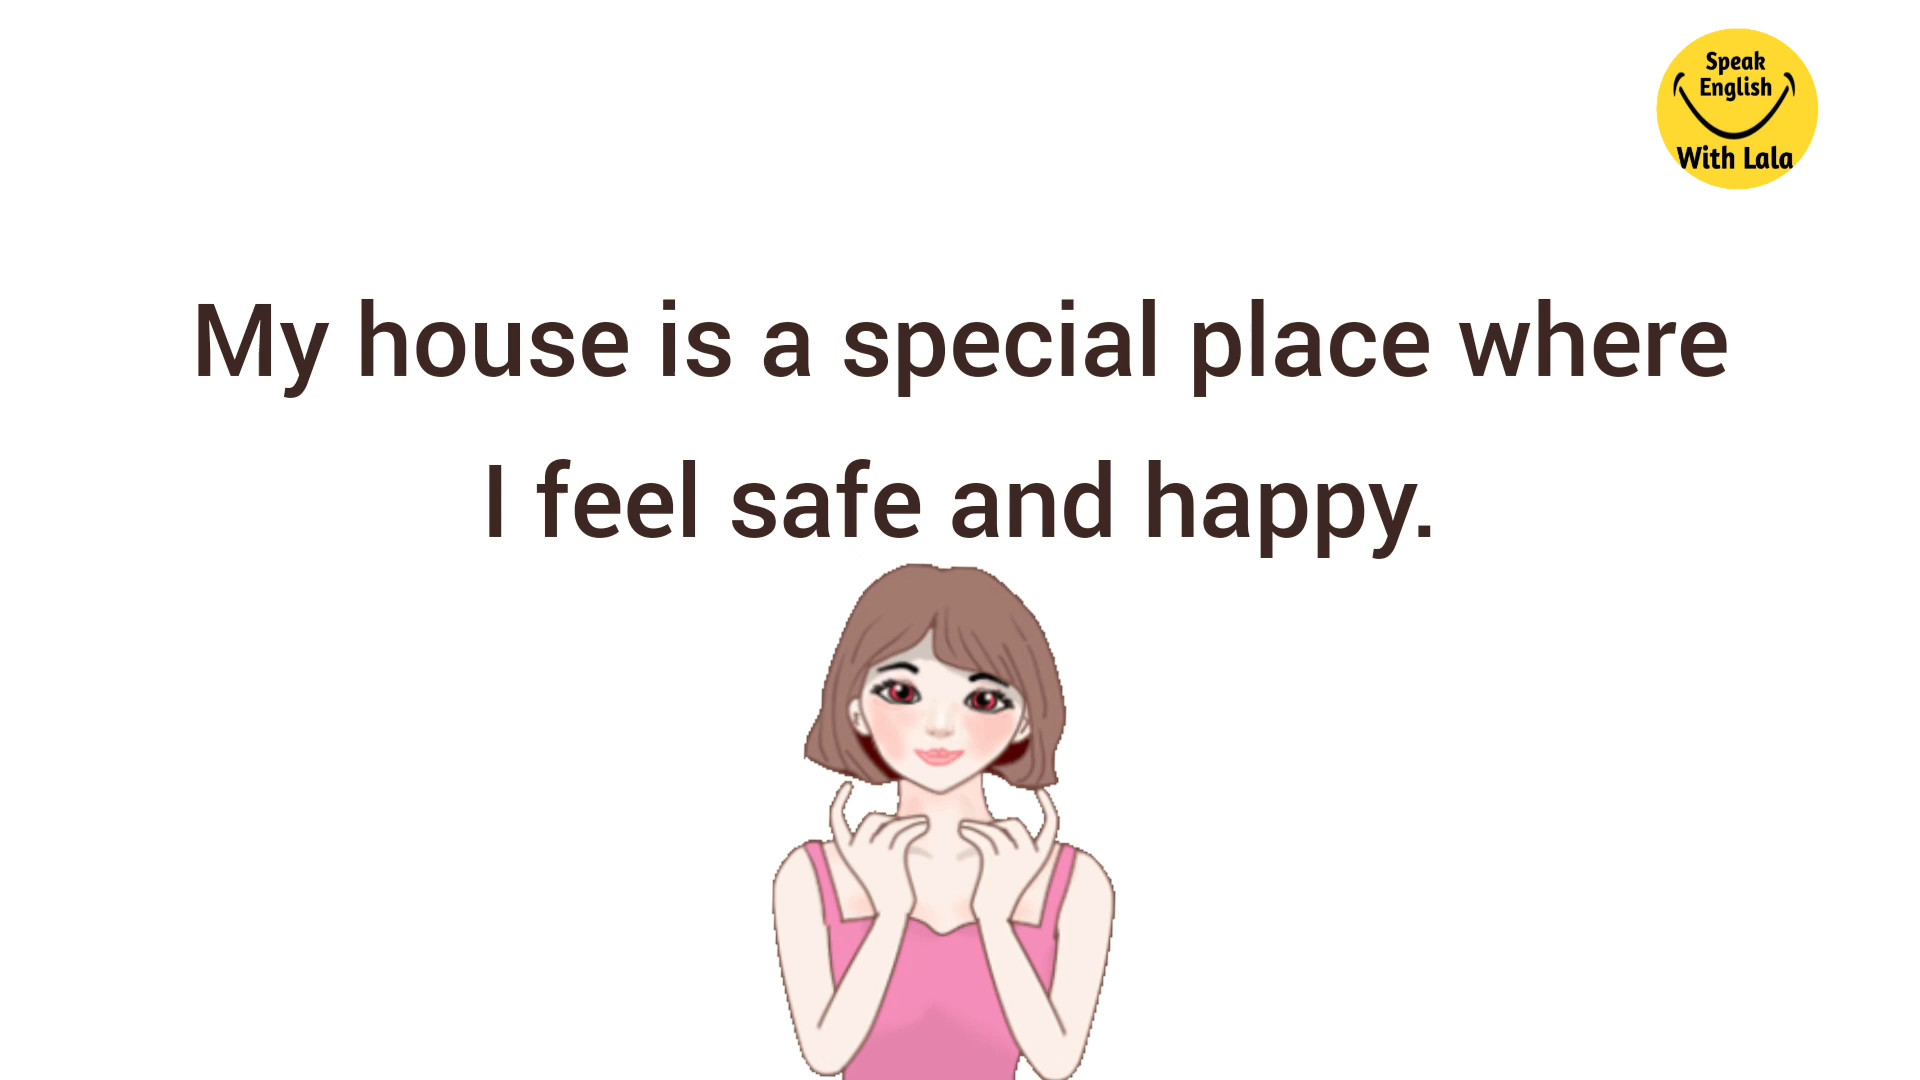 Speak
English
With Lala
My house is a special place where
I feel safe and happy.